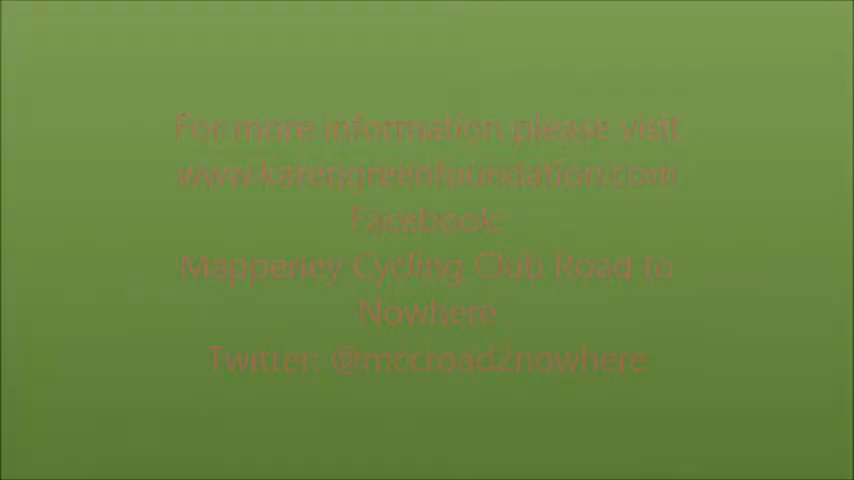 For more information please visit
www.karengreenfoundation.com
Facebook:
'Mapperley Cycling Club Road to
Nowhere
Twitter: @mccroad2nowhere